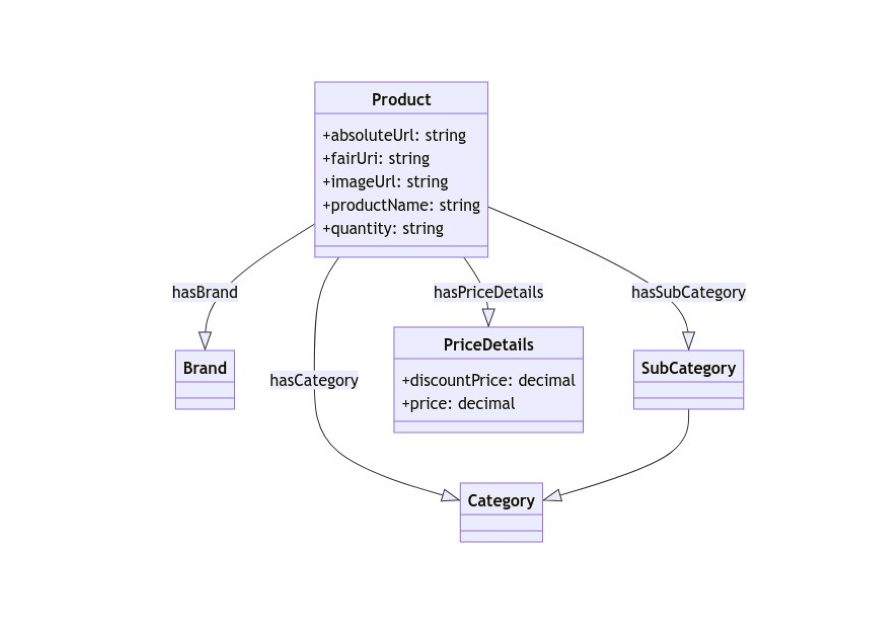 Product
+absoluteUrl: string
+fairUri: string
+imageUrl: string
+productName: string
+quantity: string
hasBrand
hasPriceDetails
hasSubCategory
PriceDetails
Brand
SubCategory
hasCategory
+discountPrice: decimal
+price: decimal
Category